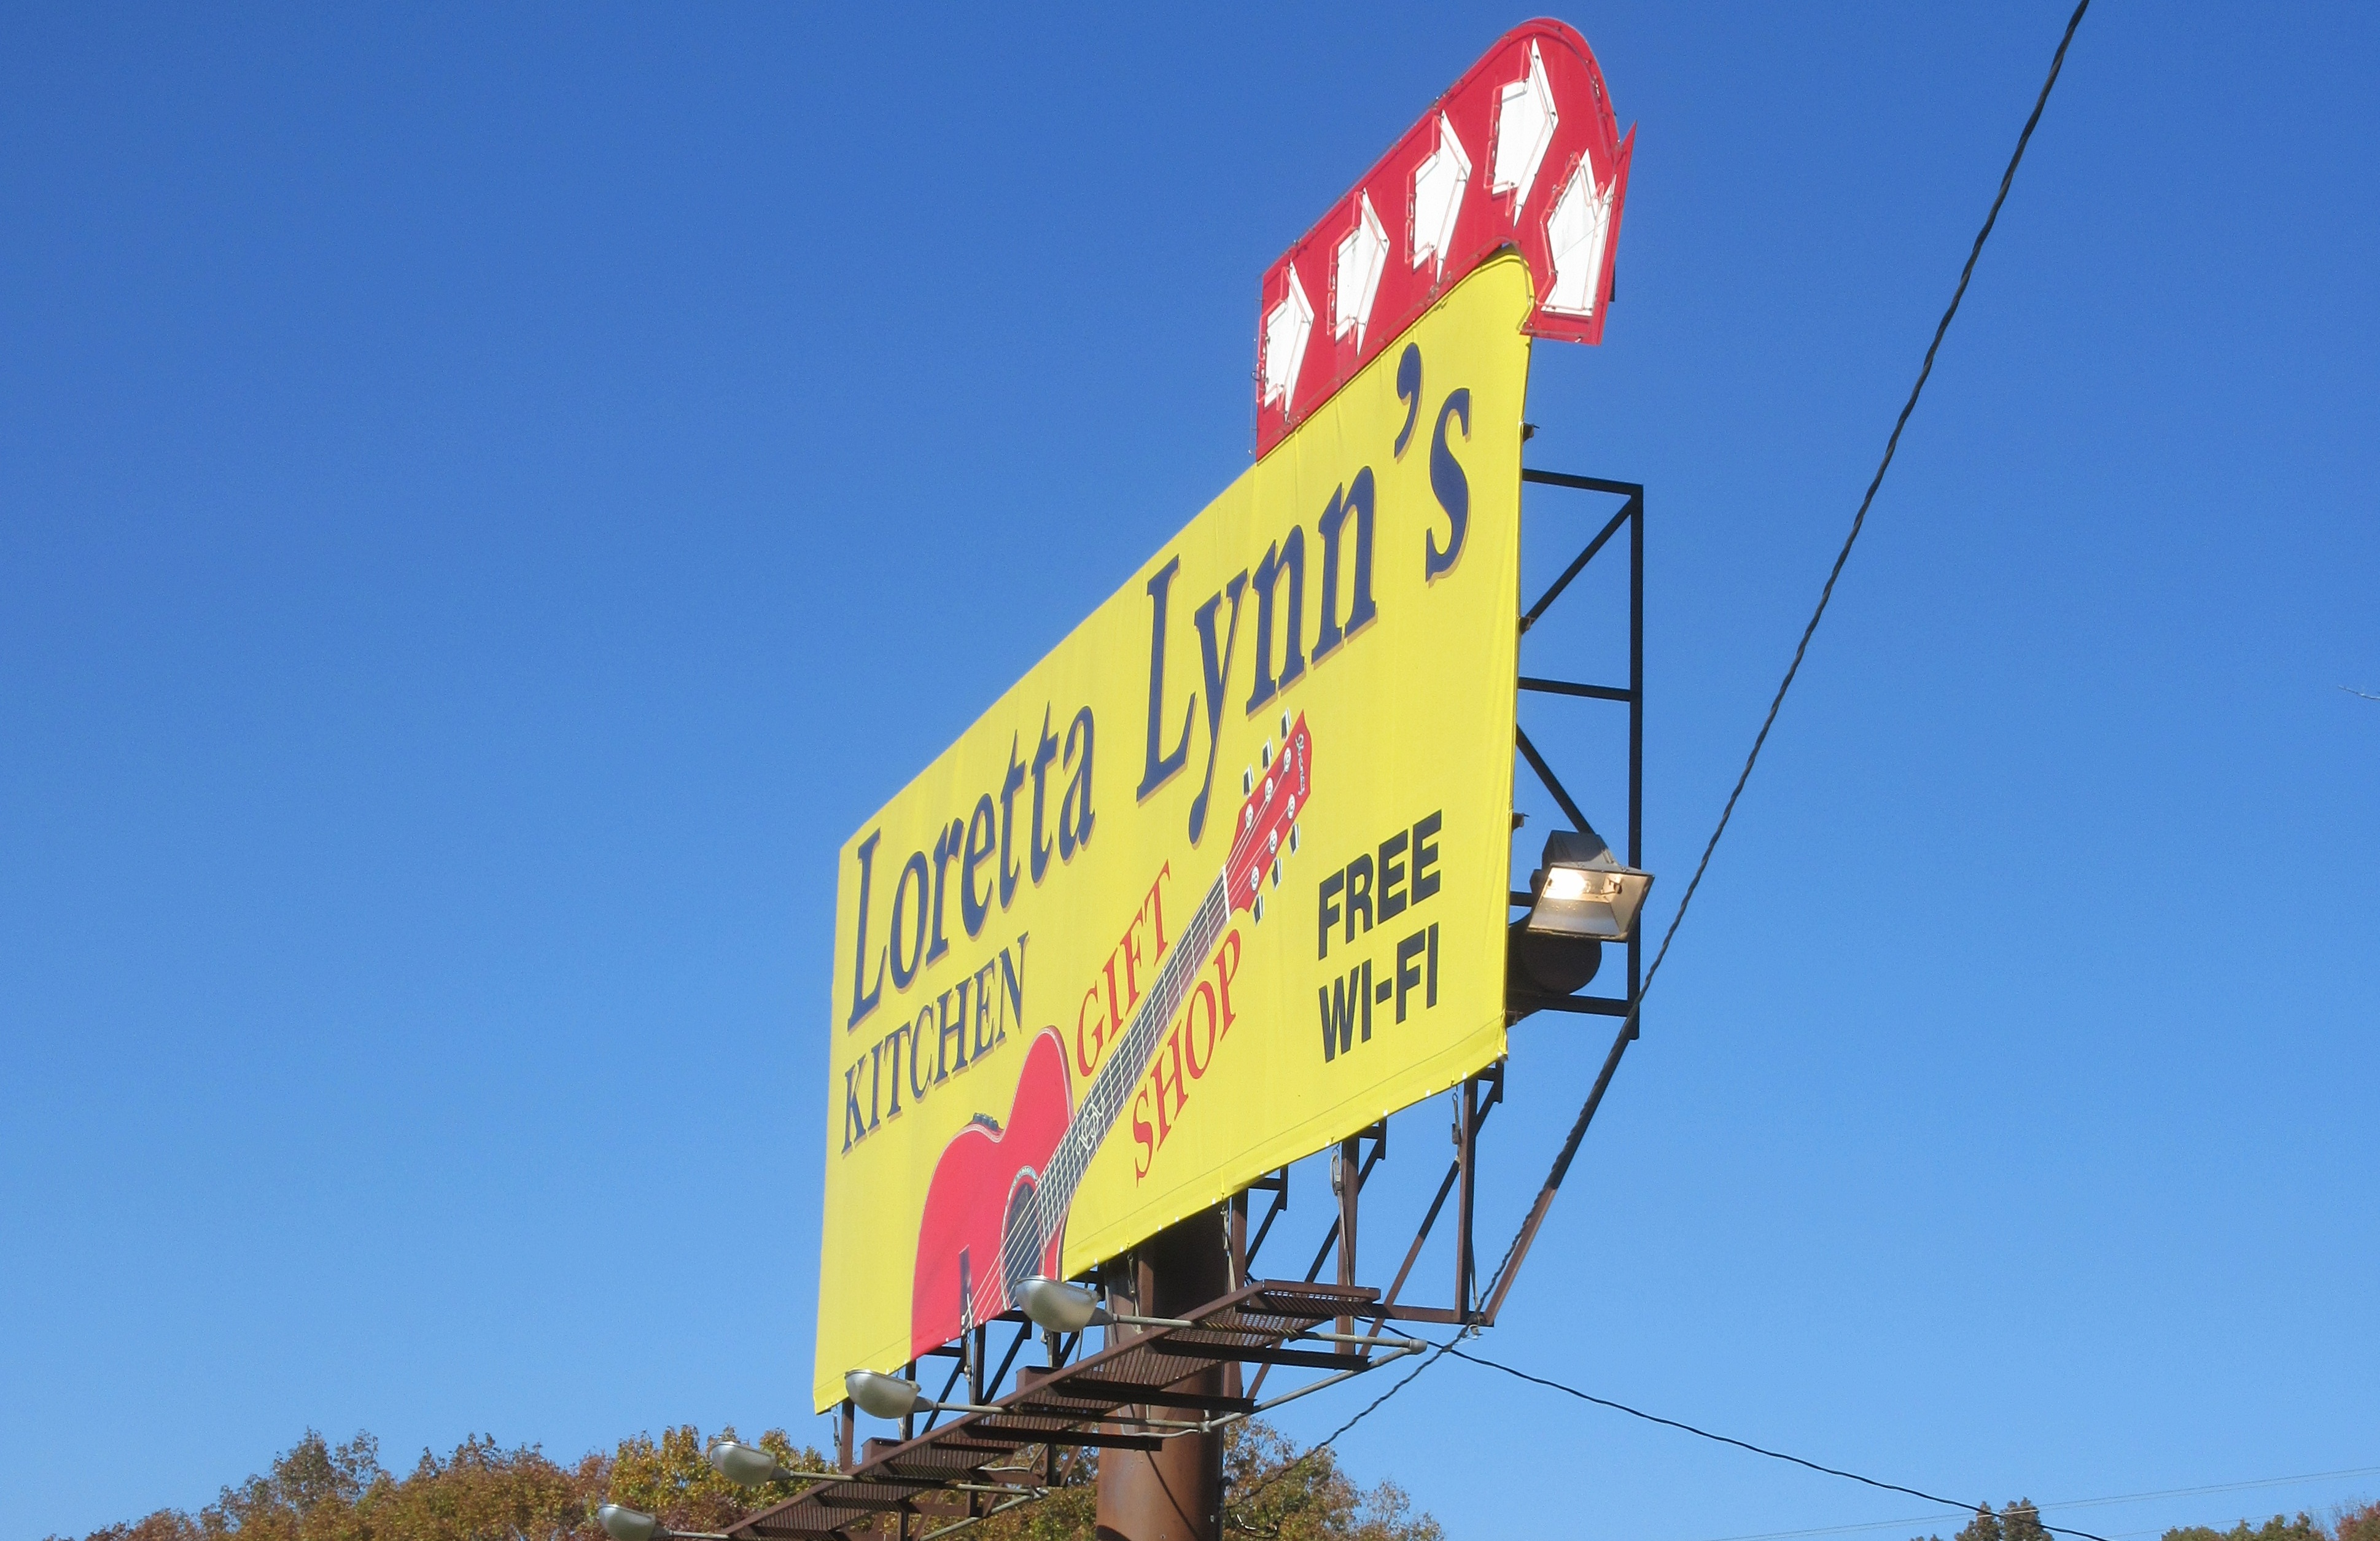 Loretta Lynn's
KITCHEN
GIFT
SHOP
FREE
WI-FI